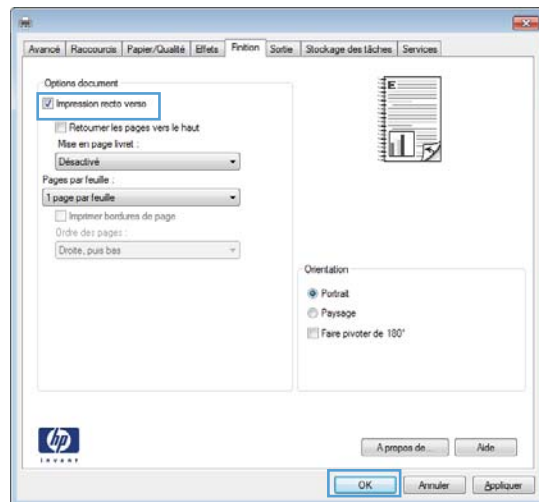 Avancé Raccourcis Papier/Qualité Effets Finition Sortie Stockage des tâches Services
Options document
Impression recto verso
Retourner les pages vers le haut
Mise en page livret :
Désactivé
Pages par feuille :
1 page par feuille
Imprimer bordures de page
Ordre des pages :
Droite, puis bas
E
Orientation
Portrait
Paysage
Faire pivoter de 180°
hp
invent
A propos de... Aide
OK Annuler Appliquer